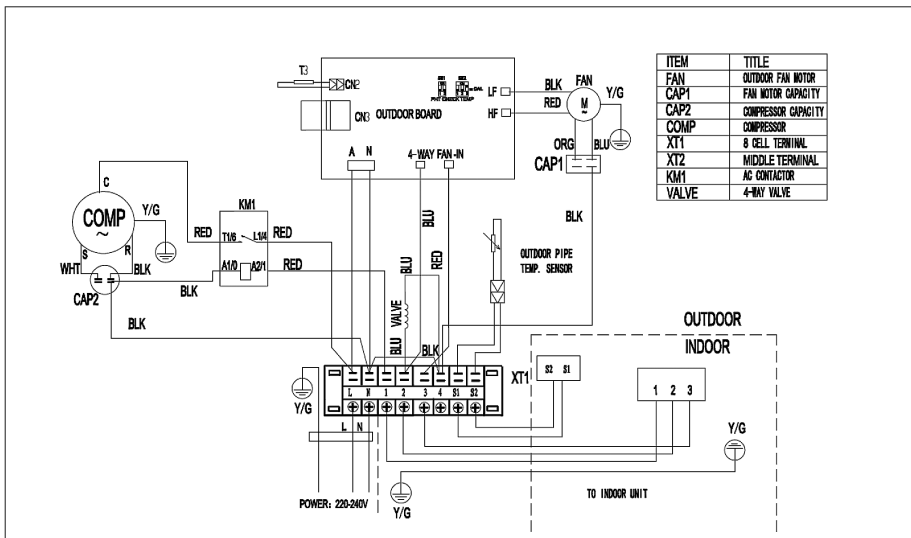 T3
CN2
CN3
OUTDOOR BOARD
LF
HF
BLK
RED
FAN
M
~
Y/G
ORG
BLU
CAP1
BLK
A N
4-WAY FAN-IN
ITEM TITLE
FAN OUTDOOR FAN MOTOR
CAP1 FAN MOTOR CAPACITY
CAP2 COMPRESSOR CAPACITY
COMP COMPRESSOR
XT1 8 CELL TERMINAL
XT2 MIDDLE TERMINAL
KM1 AC CONTACTOR
VALVE 4-WAY VALVE
C
COMP
~
Y/G
S
R
WHT
BLK
CAP2
RED
KM1
T1/6 L1/4
RED
A1/0 A2/1
RED
BLK
BLK
BLU
BLU
RED
VALVE
BLU
BLK
OUTDOOR PIPE
TEMP. SENSOR
OUTDOOR
INDOOR
XT1
S2 S1
1 2 3
L N 1 2 3 4 S1 S2
Y/G
L N
POWER: 220-240V
Y/G
Y/G
TO INDOOR UNIT